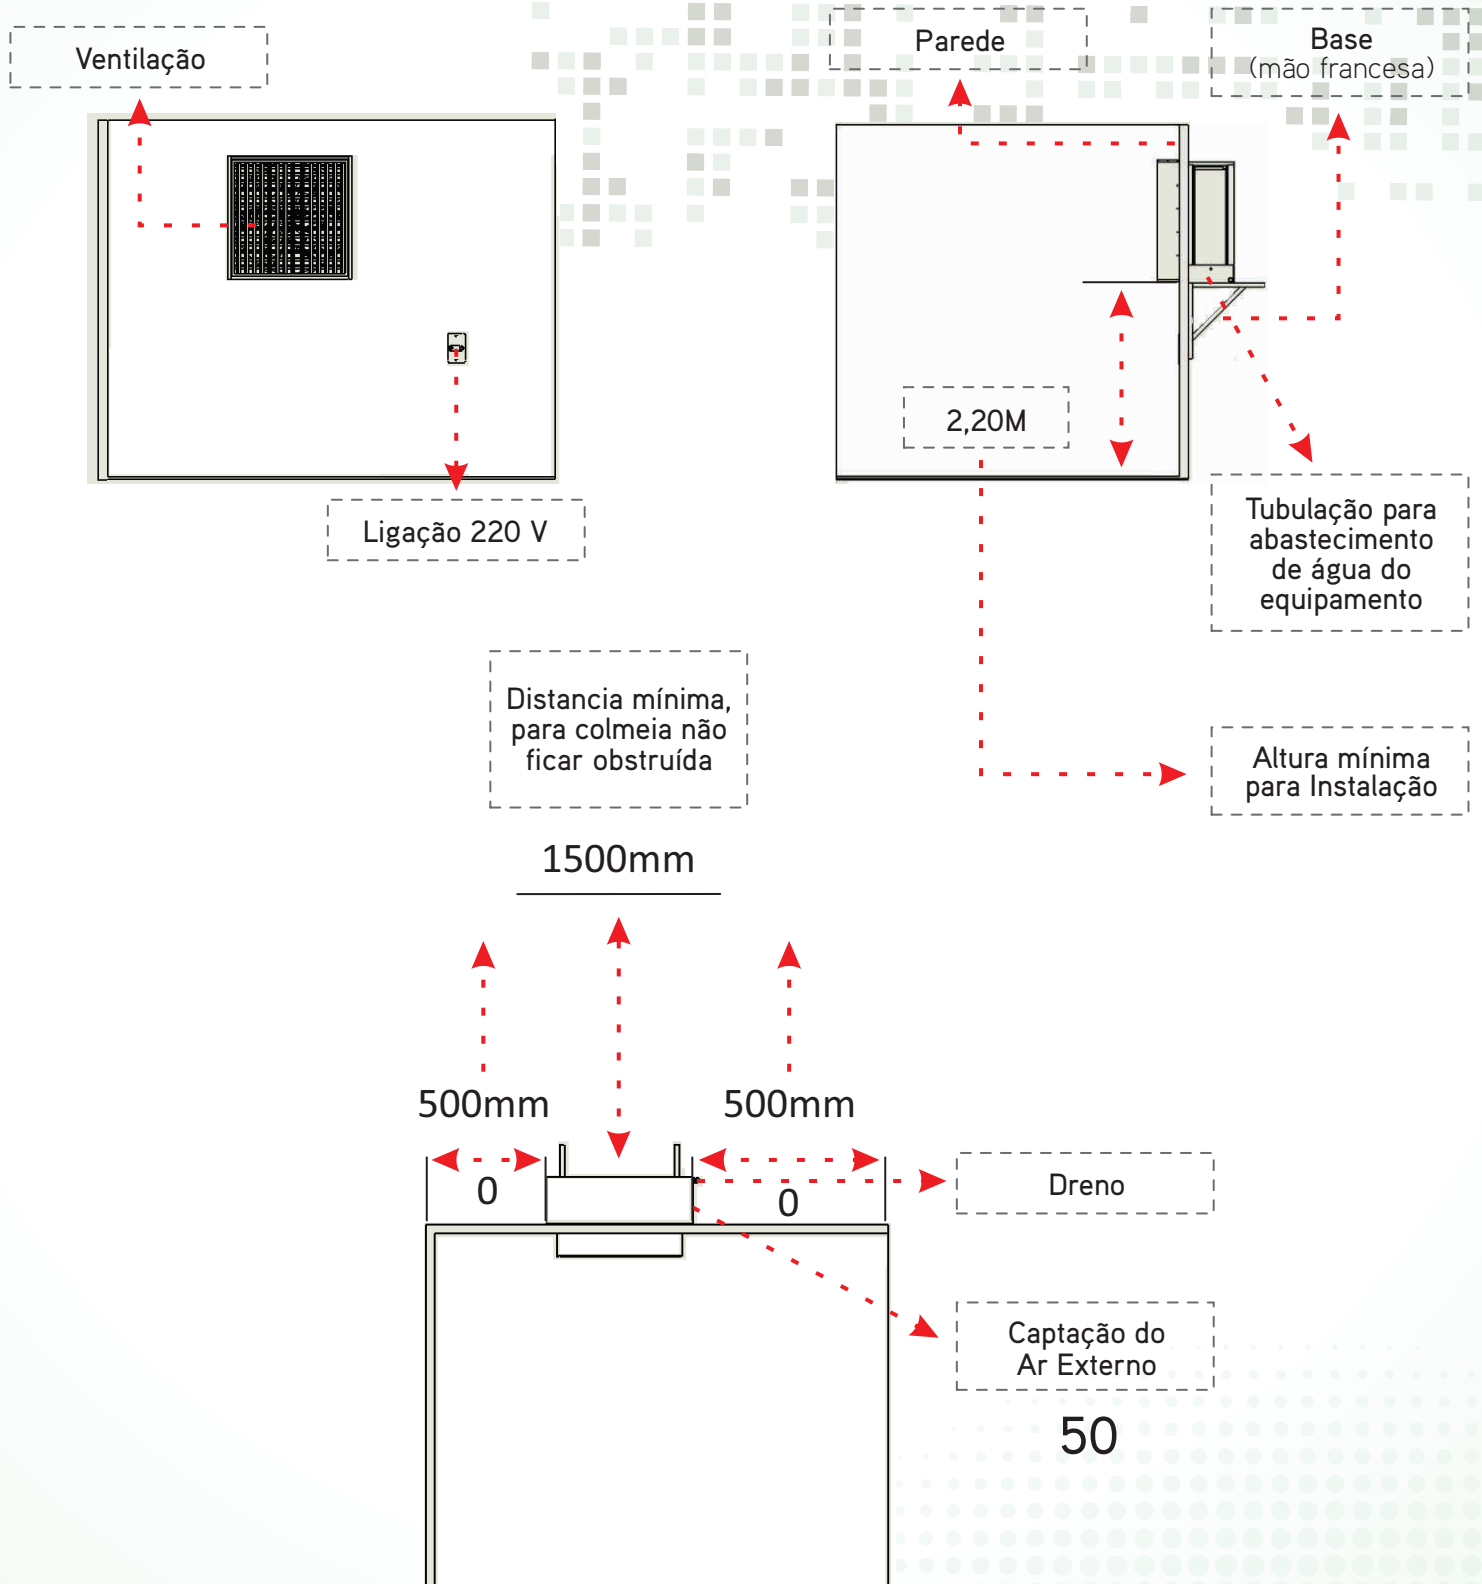 Ventilação
Parede
Base
(mão francesa)
2,20M
Ligação 220 V
Tubulação para
abastecimento
de água do
equipamento
Distancia mínima,
para colmeia não
ficar obstruída
Altura mínima
para Instalação
1500mm
500mm
500mm
0
0
Dreno
Captação do
Ar Externo
50